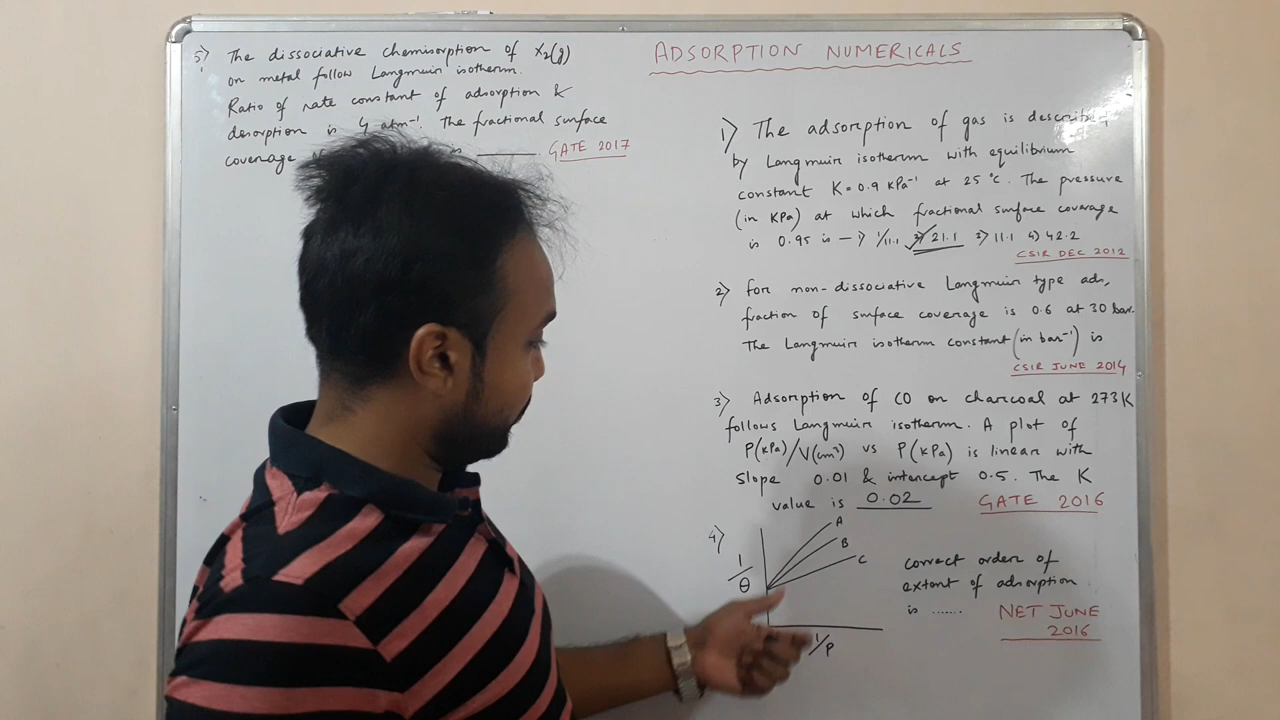 5) The dissociative chemisorption of X2(g)
on metal follow Langmuir isotherm.
Ratio of rate constant of adsorption &
desorption is 4 atm⁻¹. The fractional surface
coverage
GATE 2017
ADSORPTION NUMERICALS
1) The adsorption of gas is described
by Langmuir isotherm with equilibrium
constant K=0.9 KPa⁻¹ at 25 °C. The pressure
(in KPa) at which fractional surface coverage
is 0.95 is → 1/11.1 2) 21.1 3) 11.1 4) 42.2
CSIR DEC 2012
2) For non-dissociative Langmuir type ads,
fraction of surface coverage is 0.6 at 30 bar.
The Langmuir isotherm constant (in bar⁻¹) is
CSIR JUNE 2014
3) Adsorption of CO on charcoal at 273K
follows Langmuir isotherm. A plot of
P(KPa)/V(cm³) vs P(KPa) is linear with
slope 0.01 & intercept 0.5. The K
value is 0.02 GATE 2016
4) 1/θ A B C 1/P
correct order of
extent of adsorption
is ......
NET JUNE
2016